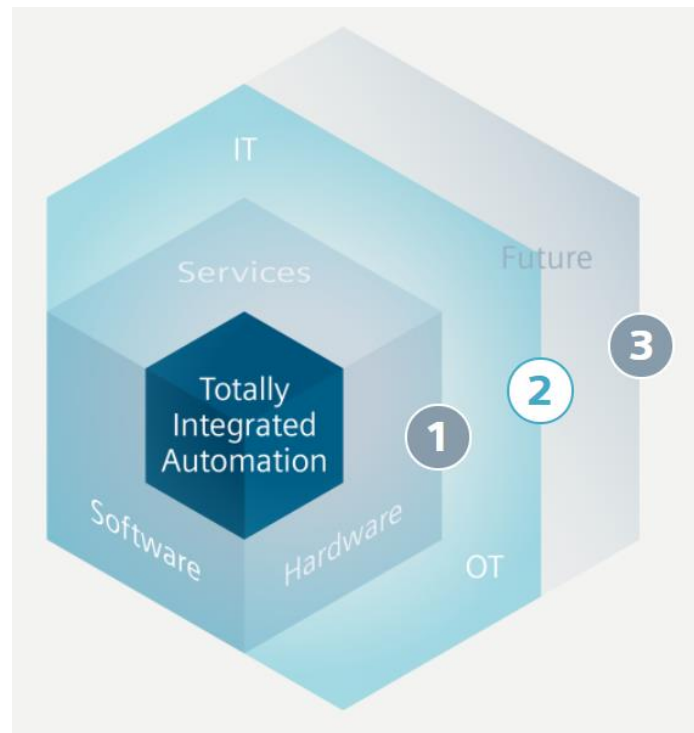 IT
Services
Future
3
2
Totally
Integrated
Automation
1
Software
Hardware
OT